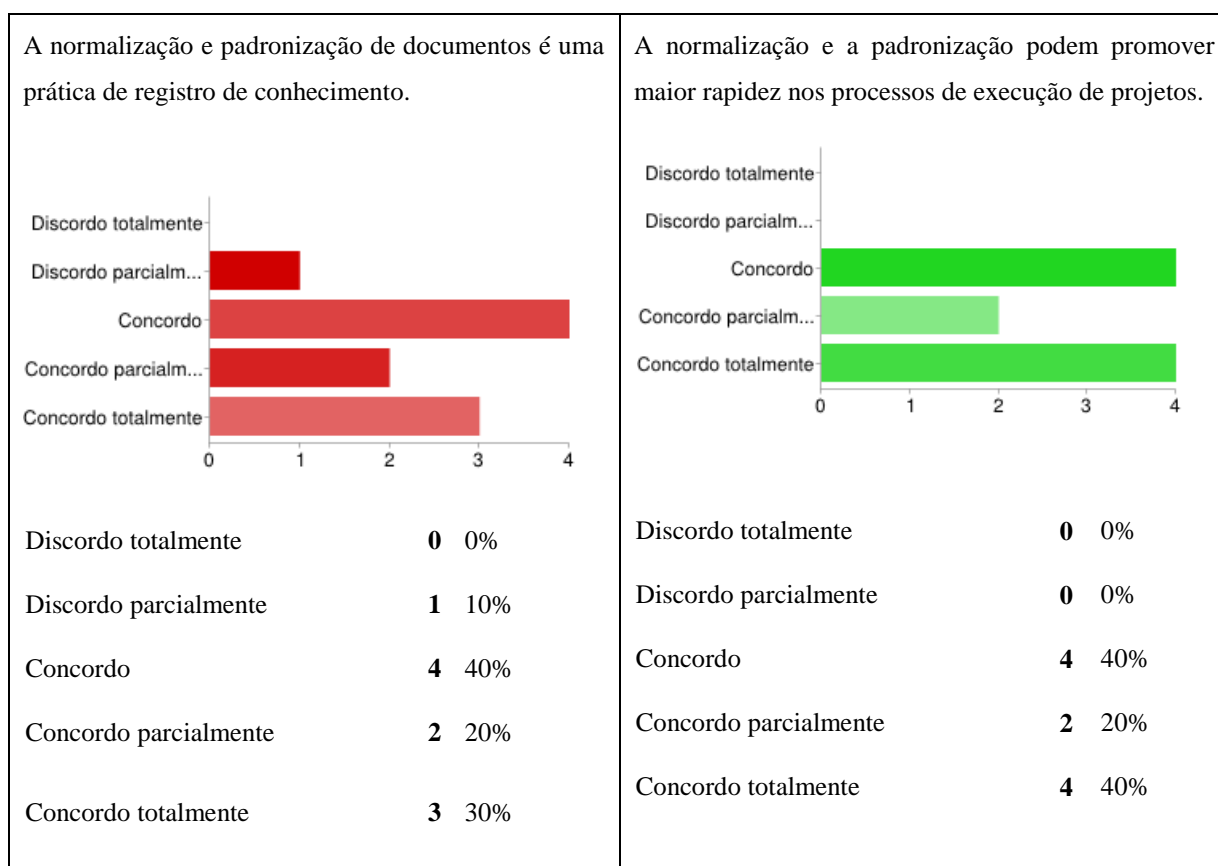 A normalização e padronização de documentos é uma
prática de registro de conhecimento.
Discordo totalmente
Discordo parcialm...
Concordo
Concordo parcialm...
Concordo totalmente
0 1 2 3 4
Discordo totalmente 0 0%
Discordo parcialmente 1 10%
Concordo 4 40%
Concordo parcialmente 2 20%
Concordo totalmente 3 30%
A normalização e a padronização podem promover
maior rapidez nos processos de execução de projetos.
Discordo totalmente
Discordo parcialm...
Concordo
Concordo parcialm...
Concordo totalmente
0 1 2 3 4
Discordo totalmente 0 0%
Discordo parcialmente 0 0%
Concordo 4 40%
Concordo parcialmente 2 20%
Concordo totalmente 4 40%